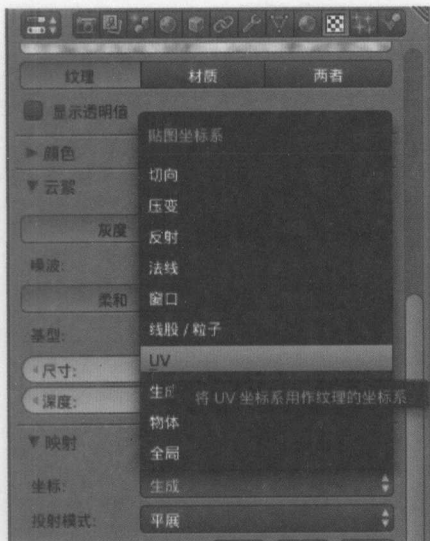 纹理 材质 两者
显示透明值
贴图坐标系
颜色
切向
云絮
压变
反射
灰度
噪波:
法线
柔和
窗口
基型:
线股 / 粒子
UV
尺寸:
生成
将 UV 坐标系用作纹理的坐标系
深度:
物体
映射
全局
坐标: 生成
投射模式: 平展